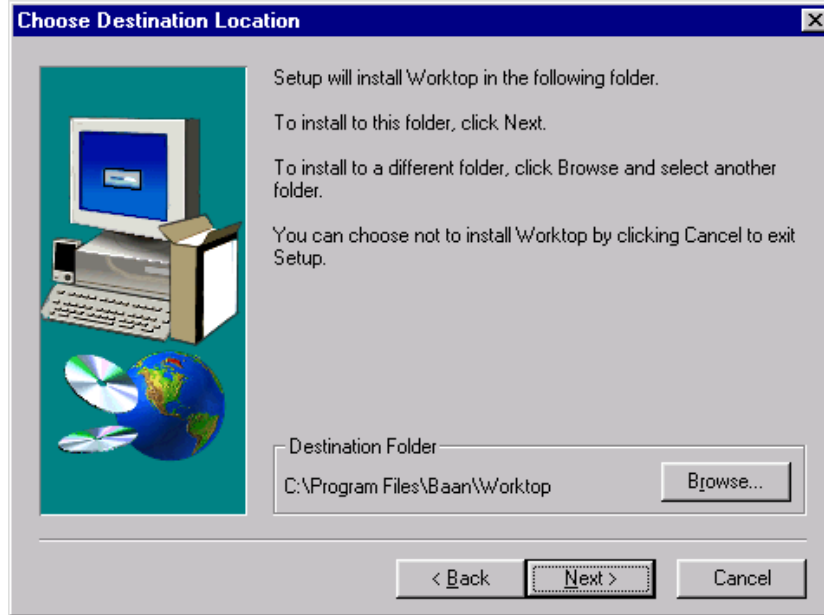 Choose Destination Location
Setup will install Worktop in the following folder.
To install to this folder, click Next.
To install to a different folder, click Browse and select another
folder.
You can choose not to install Worktop by clicking Cancel to exit
Setup.
Destination Folder
C:\Program Files\Baan\Worktop
Browse...
< Back
Next >
Cancel